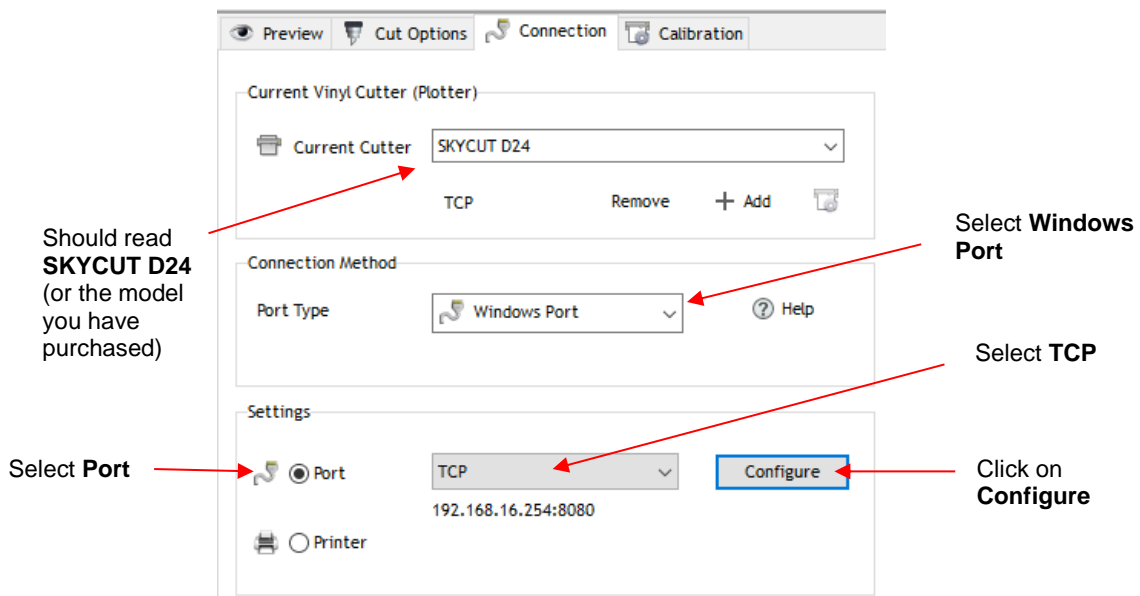 Preview Cut Options Connection Calibration
Current Vinyl Cutter (Plotter)
Current Cutter SKYCUT D24
TCP Remove + Add
Should read
SKYCUT D24
(or the model
you have
purchased)
Select Windows
Port
Connection Method
Port Type Windows Port ? Help
Select TCP
Settings
Select Port
Port TCP Configure
192.168.16.254:8080
Click on
Configure
Printer